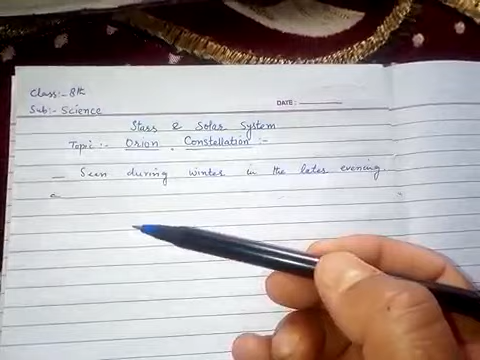 Class:- 8th
Sub:- Science
DATE :
Stars & Solar System
Topic :- Orion Constellation :-
Seen during winter in the late evening.